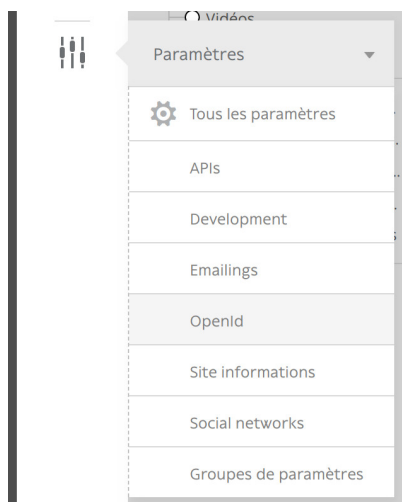 Vidéos
Paramètres
Tous les paramètres
APIs
Development
Emailings
OpenId
Site informations
Social networks
Groupes de paramètres